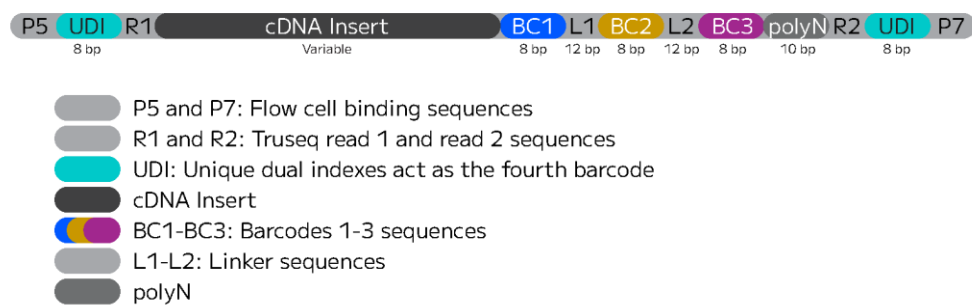 P5 UDI R1 cDNA Insert BC1 L1 BC2 L2 BC3 polyN R2 UDI P7
8 bp Variable 8 bp 12 bp 8 bp 12 bp 8 bp 10 bp 8 bp
P5 and P7: Flow cell binding sequences
R1 and R2: Truseq read 1 and read 2 sequences
UDI: Unique dual indexes act as the fourth barcode
cDNA Insert
BC1-BC3: Barcodes 1-3 sequences
L1-L2: Linker sequences
polyN